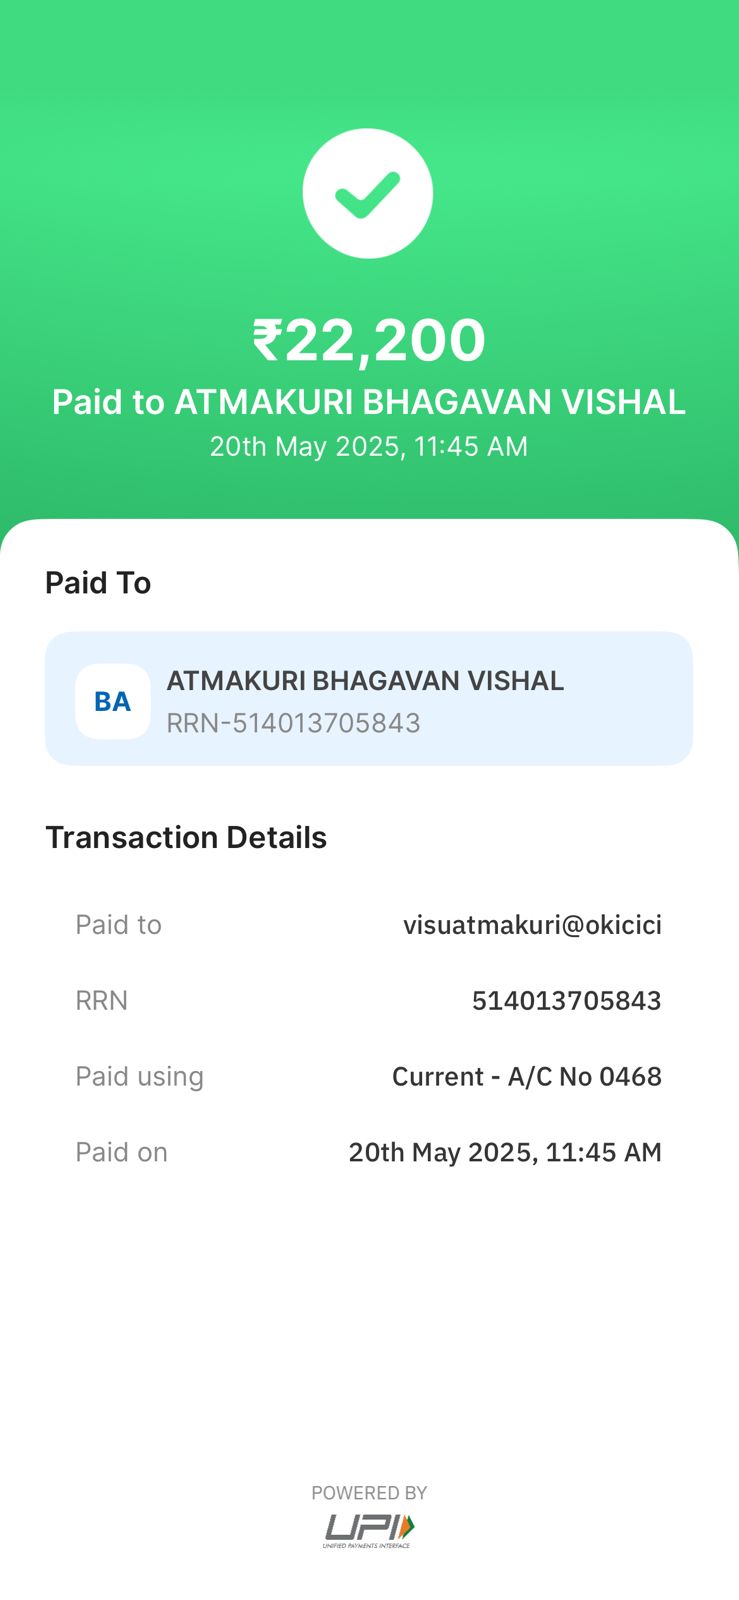 ₹22,200
Paid to ATMAKURI BHAGAVAN VISHAL
20th May 2025, 11:45 AM
Paid To
BA
ATMAKURI BHAGAVAN VISHAL
RRN-514013705843
Transaction Details
Paid to visuatmakuri@okicici
RRN 514013705843
Paid using Current - A/C No 0468
Paid on 20th May 2025, 11:45 AM
POWERED BY
UPI
UNIFIED PAYMENTS INTERFACE